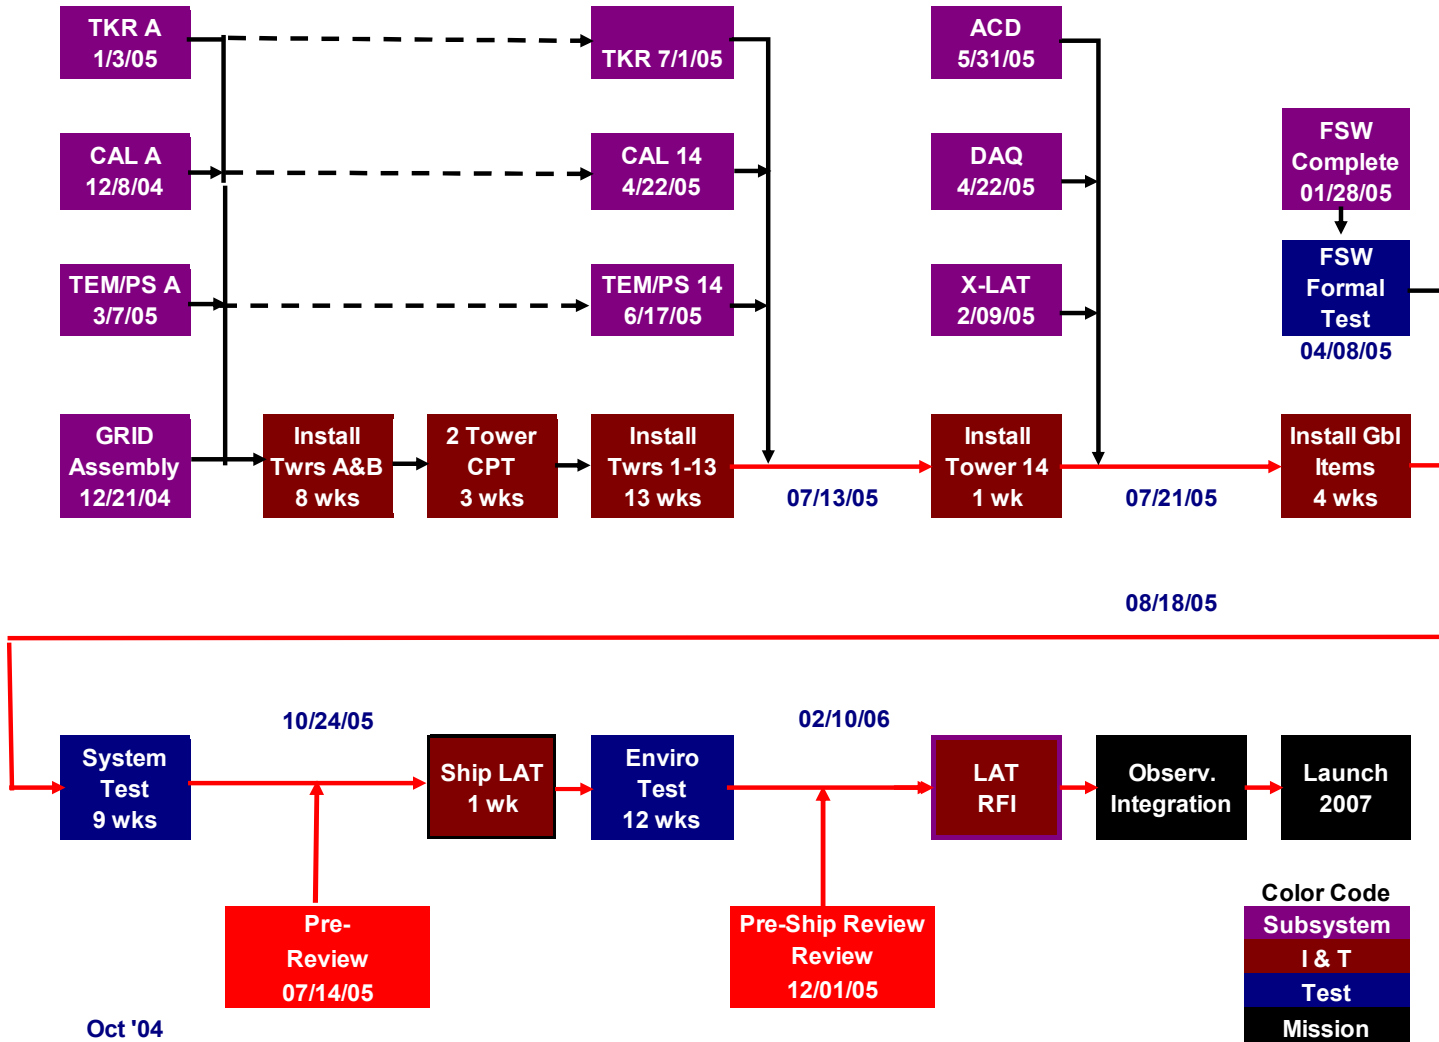 TKR A
1/3/05
TKR 7/1/05
ACD
5/31/05
CAL A
12/8/04
CAL 14
4/22/05
DAQ
4/22/05
FSW
Complete
01/28/05
TEM/PS A
3/7/05
TEM/PS 14
6/17/05
X-LAT
2/09/05
FSW
Formal
Test
04/08/05
GRID
Assembly
12/21/04
Install
Twrs A&B
8 wks
2 Tower
CPT
3 wks
Install
Twrs 1-13
13 wks
07/13/05
Install
Tower 14
1 wk
07/21/05
Install Gbl
Items
4 wks
08/18/05
System
Test
9 wks
10/24/05
Ship LAT
1 wk
Enviro
Test
12 wks
02/10/06
LAT
RFI
Observ.
Integration
Launch
2007
Pre-
Review
07/14/05
Pre-Ship Review
Review
12/01/05
Color Code
Subsystem
I & T
Test
Mission
Oct '04